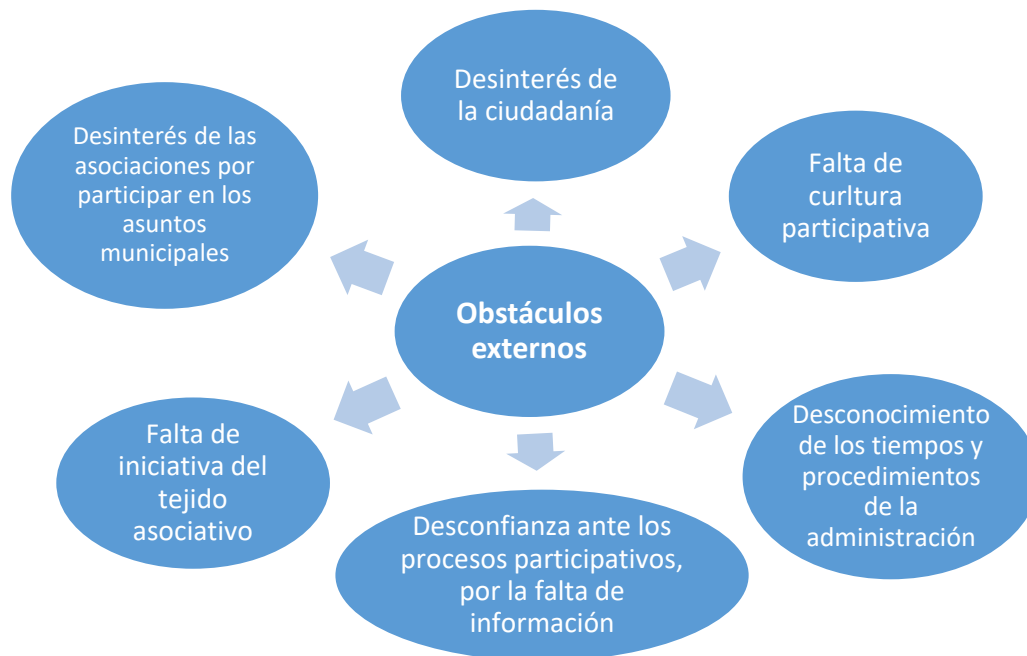 Desinterés de
la ciudadanía
Desinterés de las
asociaciones por
participar en los
asuntos
municipales
Falta de
curltura
participativa
Obstáculos
externos
Falta de
iniciativa del
tejido
asociativo
Desconocimiento
de los tiempos y
procedimientos
de la
administración
Desconfianza ante los
procesos participativos,
por la falta de
información